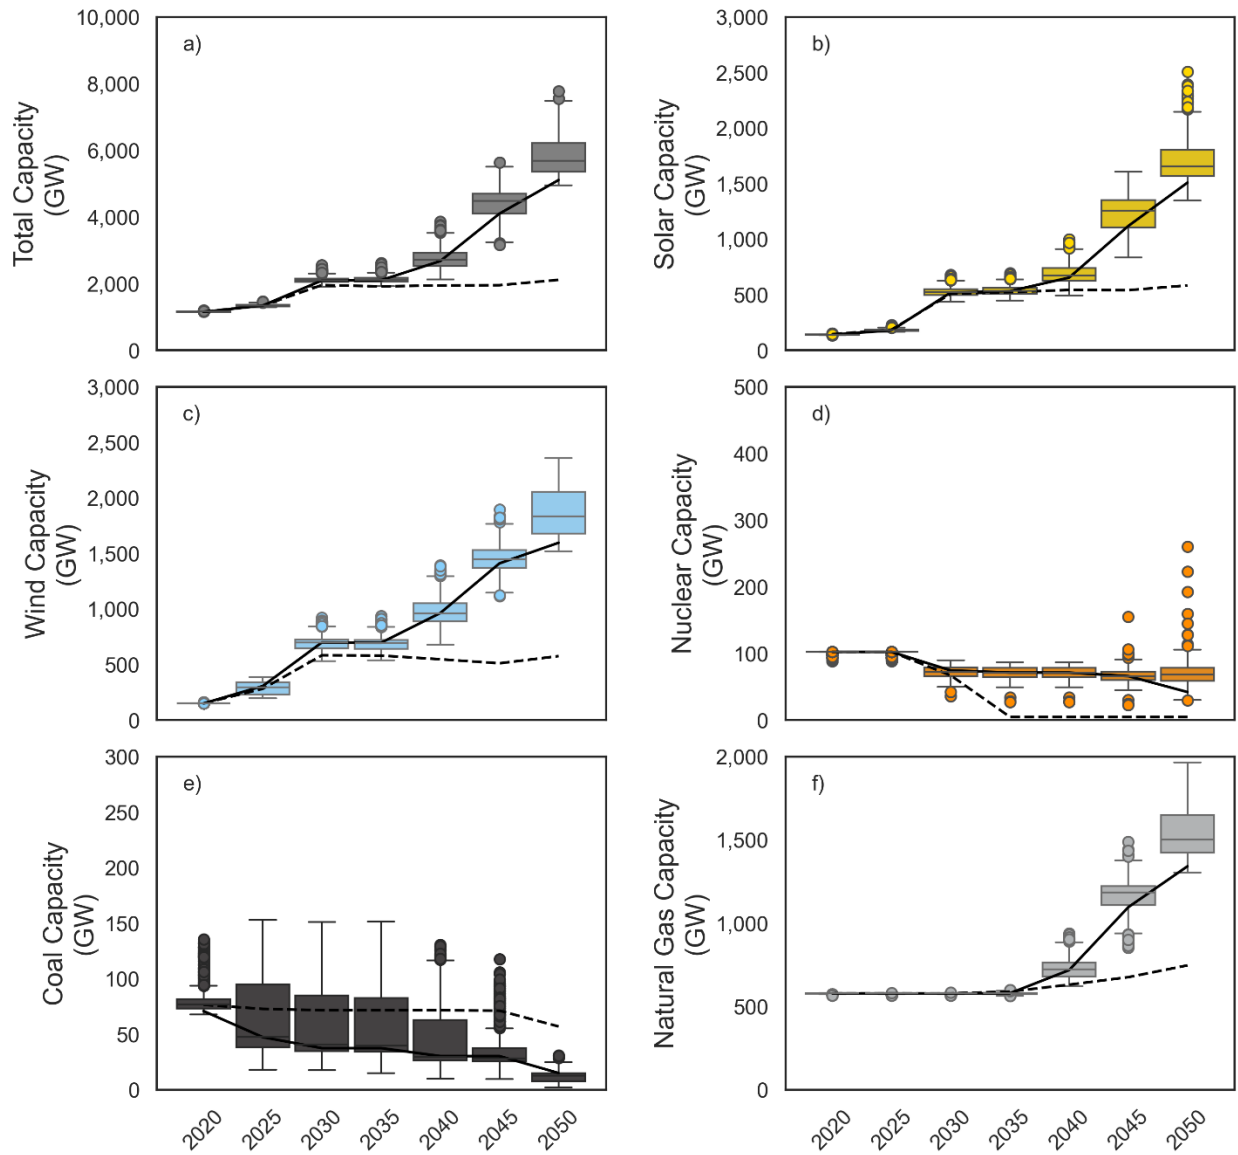 Total Capacity
(GW)
10,000
8,000
6,000
4,000
2,000
0
a)
Solar Capacity
(GW)
3,000
2,500
2,000
1,500
1,000
500
0
b)
Wind Capacity
(GW)
3,000
2,500
2,000
1,500
1,000
500
0
c)
Nuclear Capacity
(GW)
500
400
300
200
100
0
d)
Coal Capacity
(GW)
300
250
200
150
100
50
0
e)
2020 2025 2030 2035 2040 2045 2050
Natural Gas Capacity
(GW)
2,000
1,500
1,000
500
0
f)
2020 2025 2030 2035 2040 2045 2050